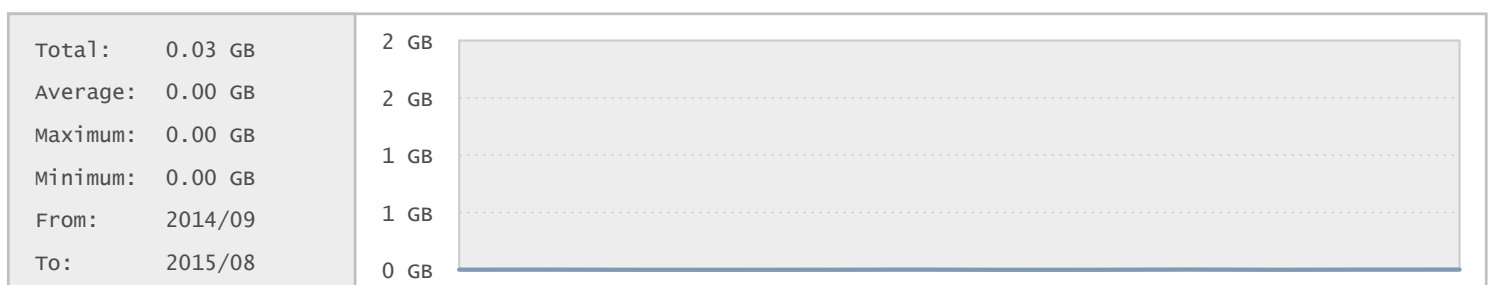 Total: 0.03 GB
Average: 0.00 GB
Maximum: 0.00 GB
Minimum: 0.00 GB
From: 2014/09
To: 2015/08
2 GB
2 GB
1 GB
1 GB
0 GB